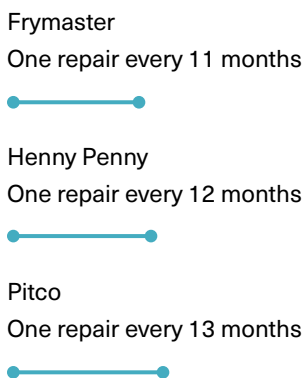 Frymaster
One repair every 11 months
Henny Penny
One repair every 12 months
Pitco
One repair every 13 months